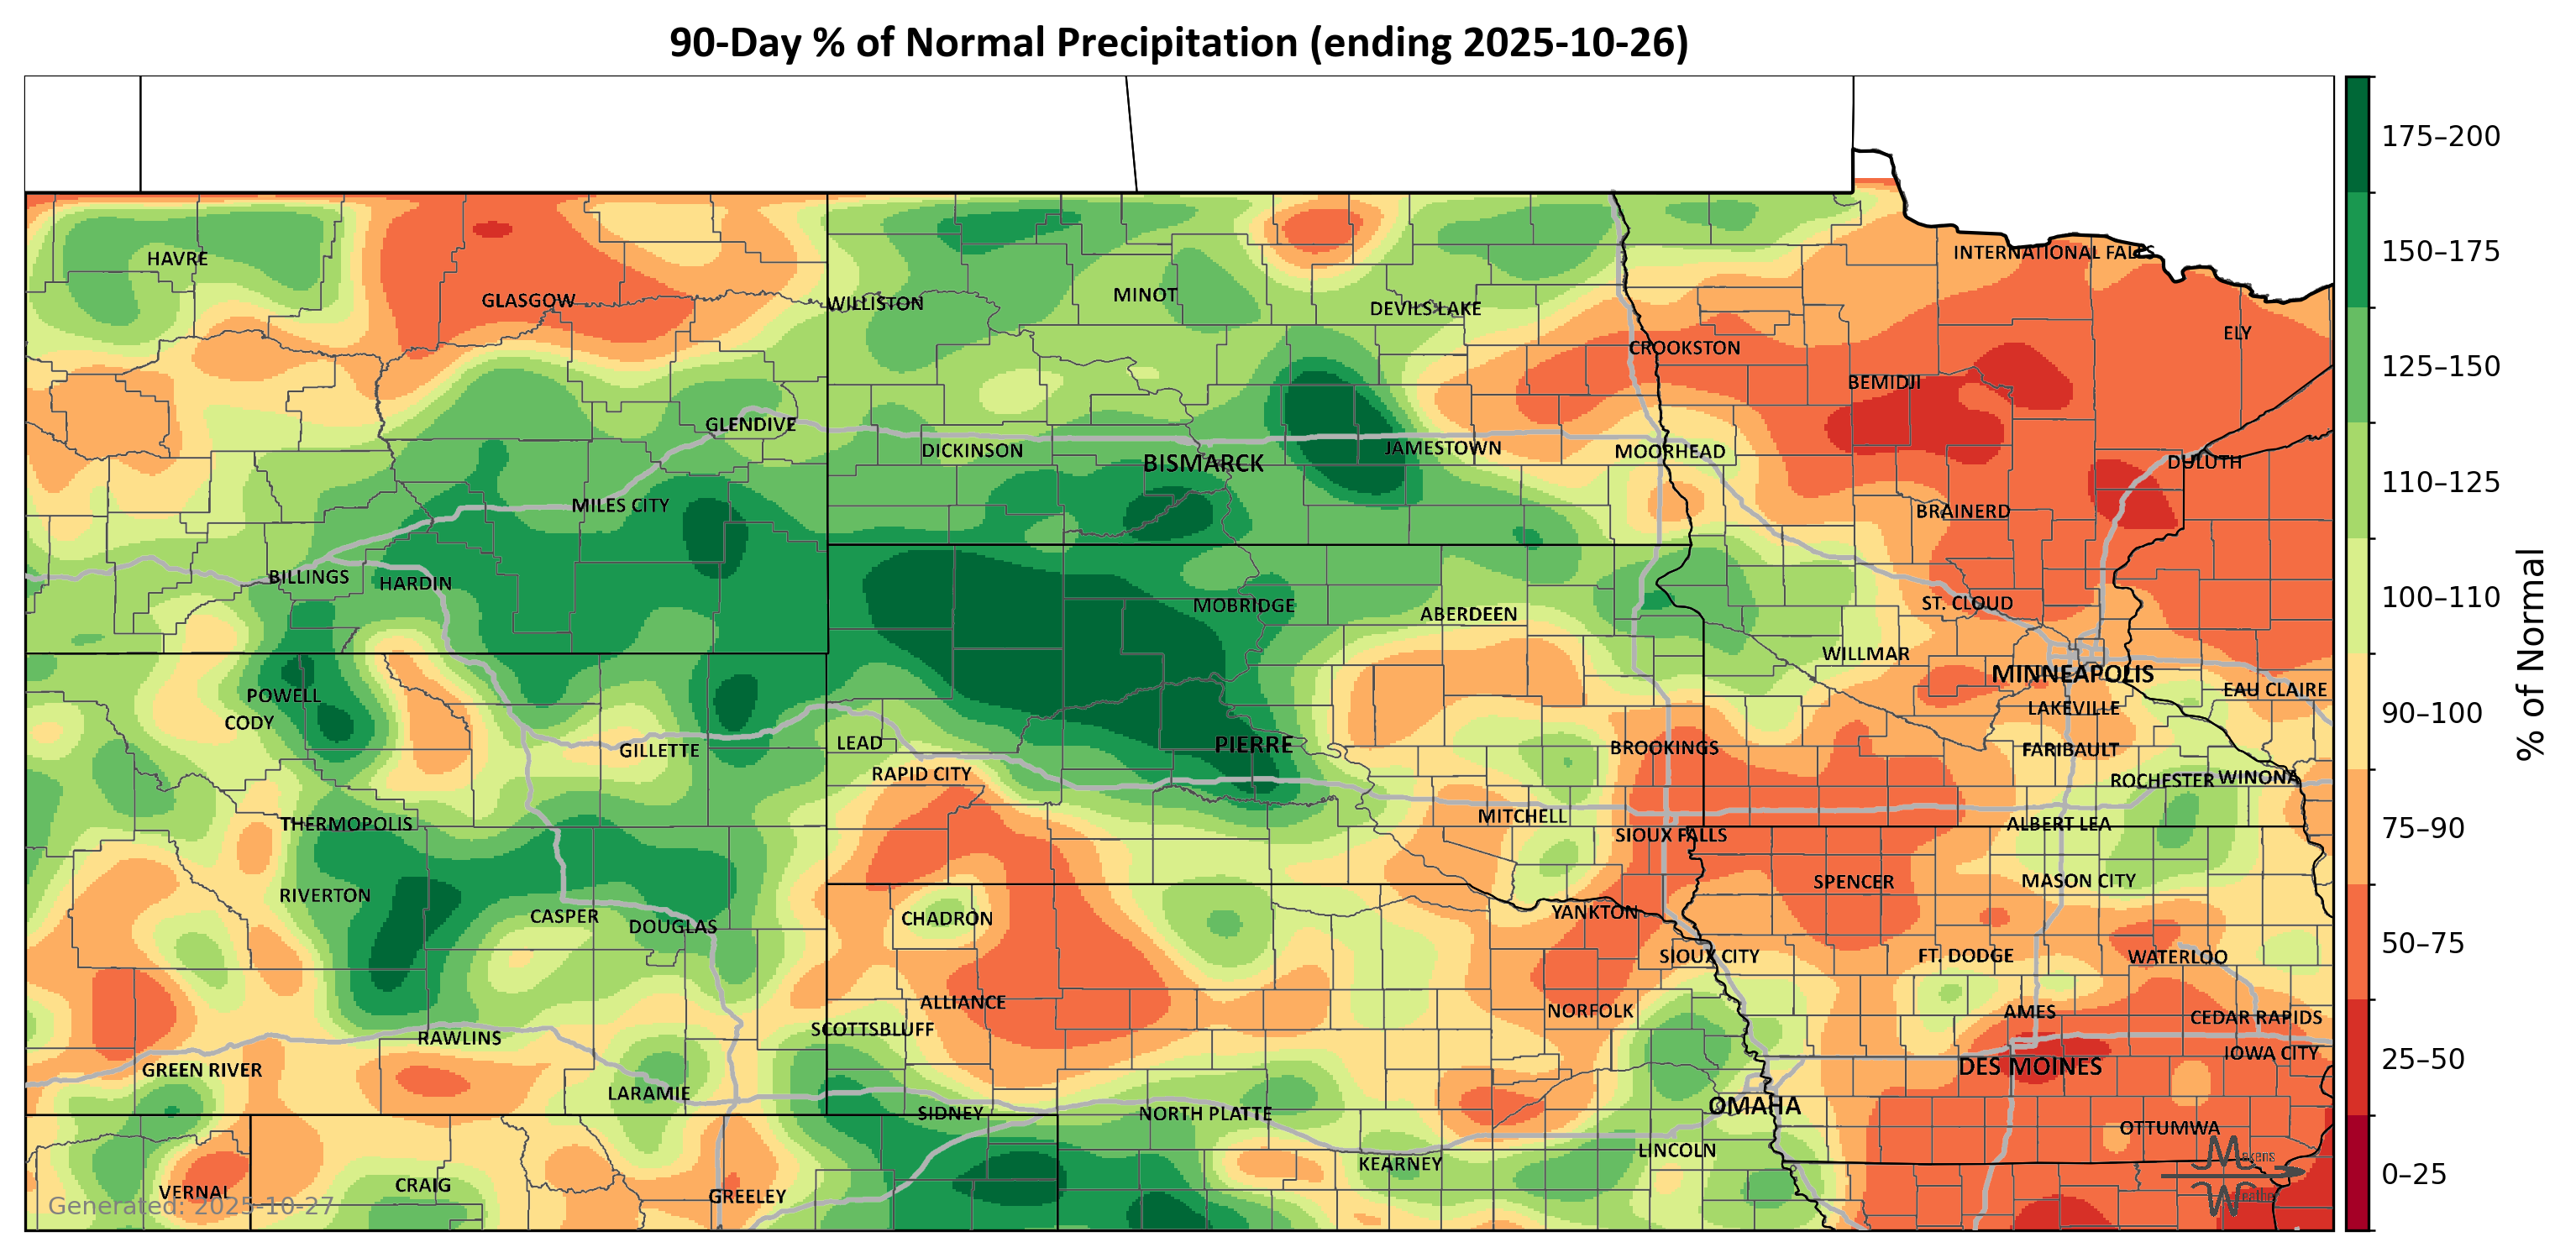 90-Day % of Normal Precipitation (ending 2025-10-26)
175–200
150–175
125–150
110–125
100–110
90–100
75–90
50–75
25–50
0–25
% of Normal
HAVRE
INTERNATIONAL FALLS
GLASGOW
WILLISTON
MINOT
DEVILS LAKE
ELY
CROOKSTON
BEMIDJI
GLENDIVE
DICKINSON
BISMARCK
JAMESTOWN
MOORHEAD
DULUTH
MILES CITY
BRAINERD
BILLINGS
HARDIN
MOBRIDGE
ABERDEEN
ST. CLOUD
WILLMAR
MINNEAPOLIS
POWELL
EAU CLAIRE
CODY
LAKEVILLE
GILLETTE
LEAD
PIERRE
BROOKINGS
FARIBAULT
RAPID CITY
ROCHESTER
WINONA
THERMOPOLIS
MITCHELL
SIOUX FALLS
ALBERT LEA
RIVERTON
SPENCER
MASON CITY
CASPER
DOUGLAS
CHADRON
YANKTON
SIOUX CITY
FT. DODGE
WATERLOO
ALLIANCE
NORFOLK
AMES
CEDAR RAPIDS
SCOTTSBLUFF
RAWLINS
IOWA CITY
GREEN RIVER
DES MOINES
LARAMIE
SIDNEY
NORTH PLATTE
OMAHA
OTTUMWA
LINCOLN
KEARNEY
VERNAL
CRAIG
GREELEY
Makens
Weather
Generated: 2025-10-27